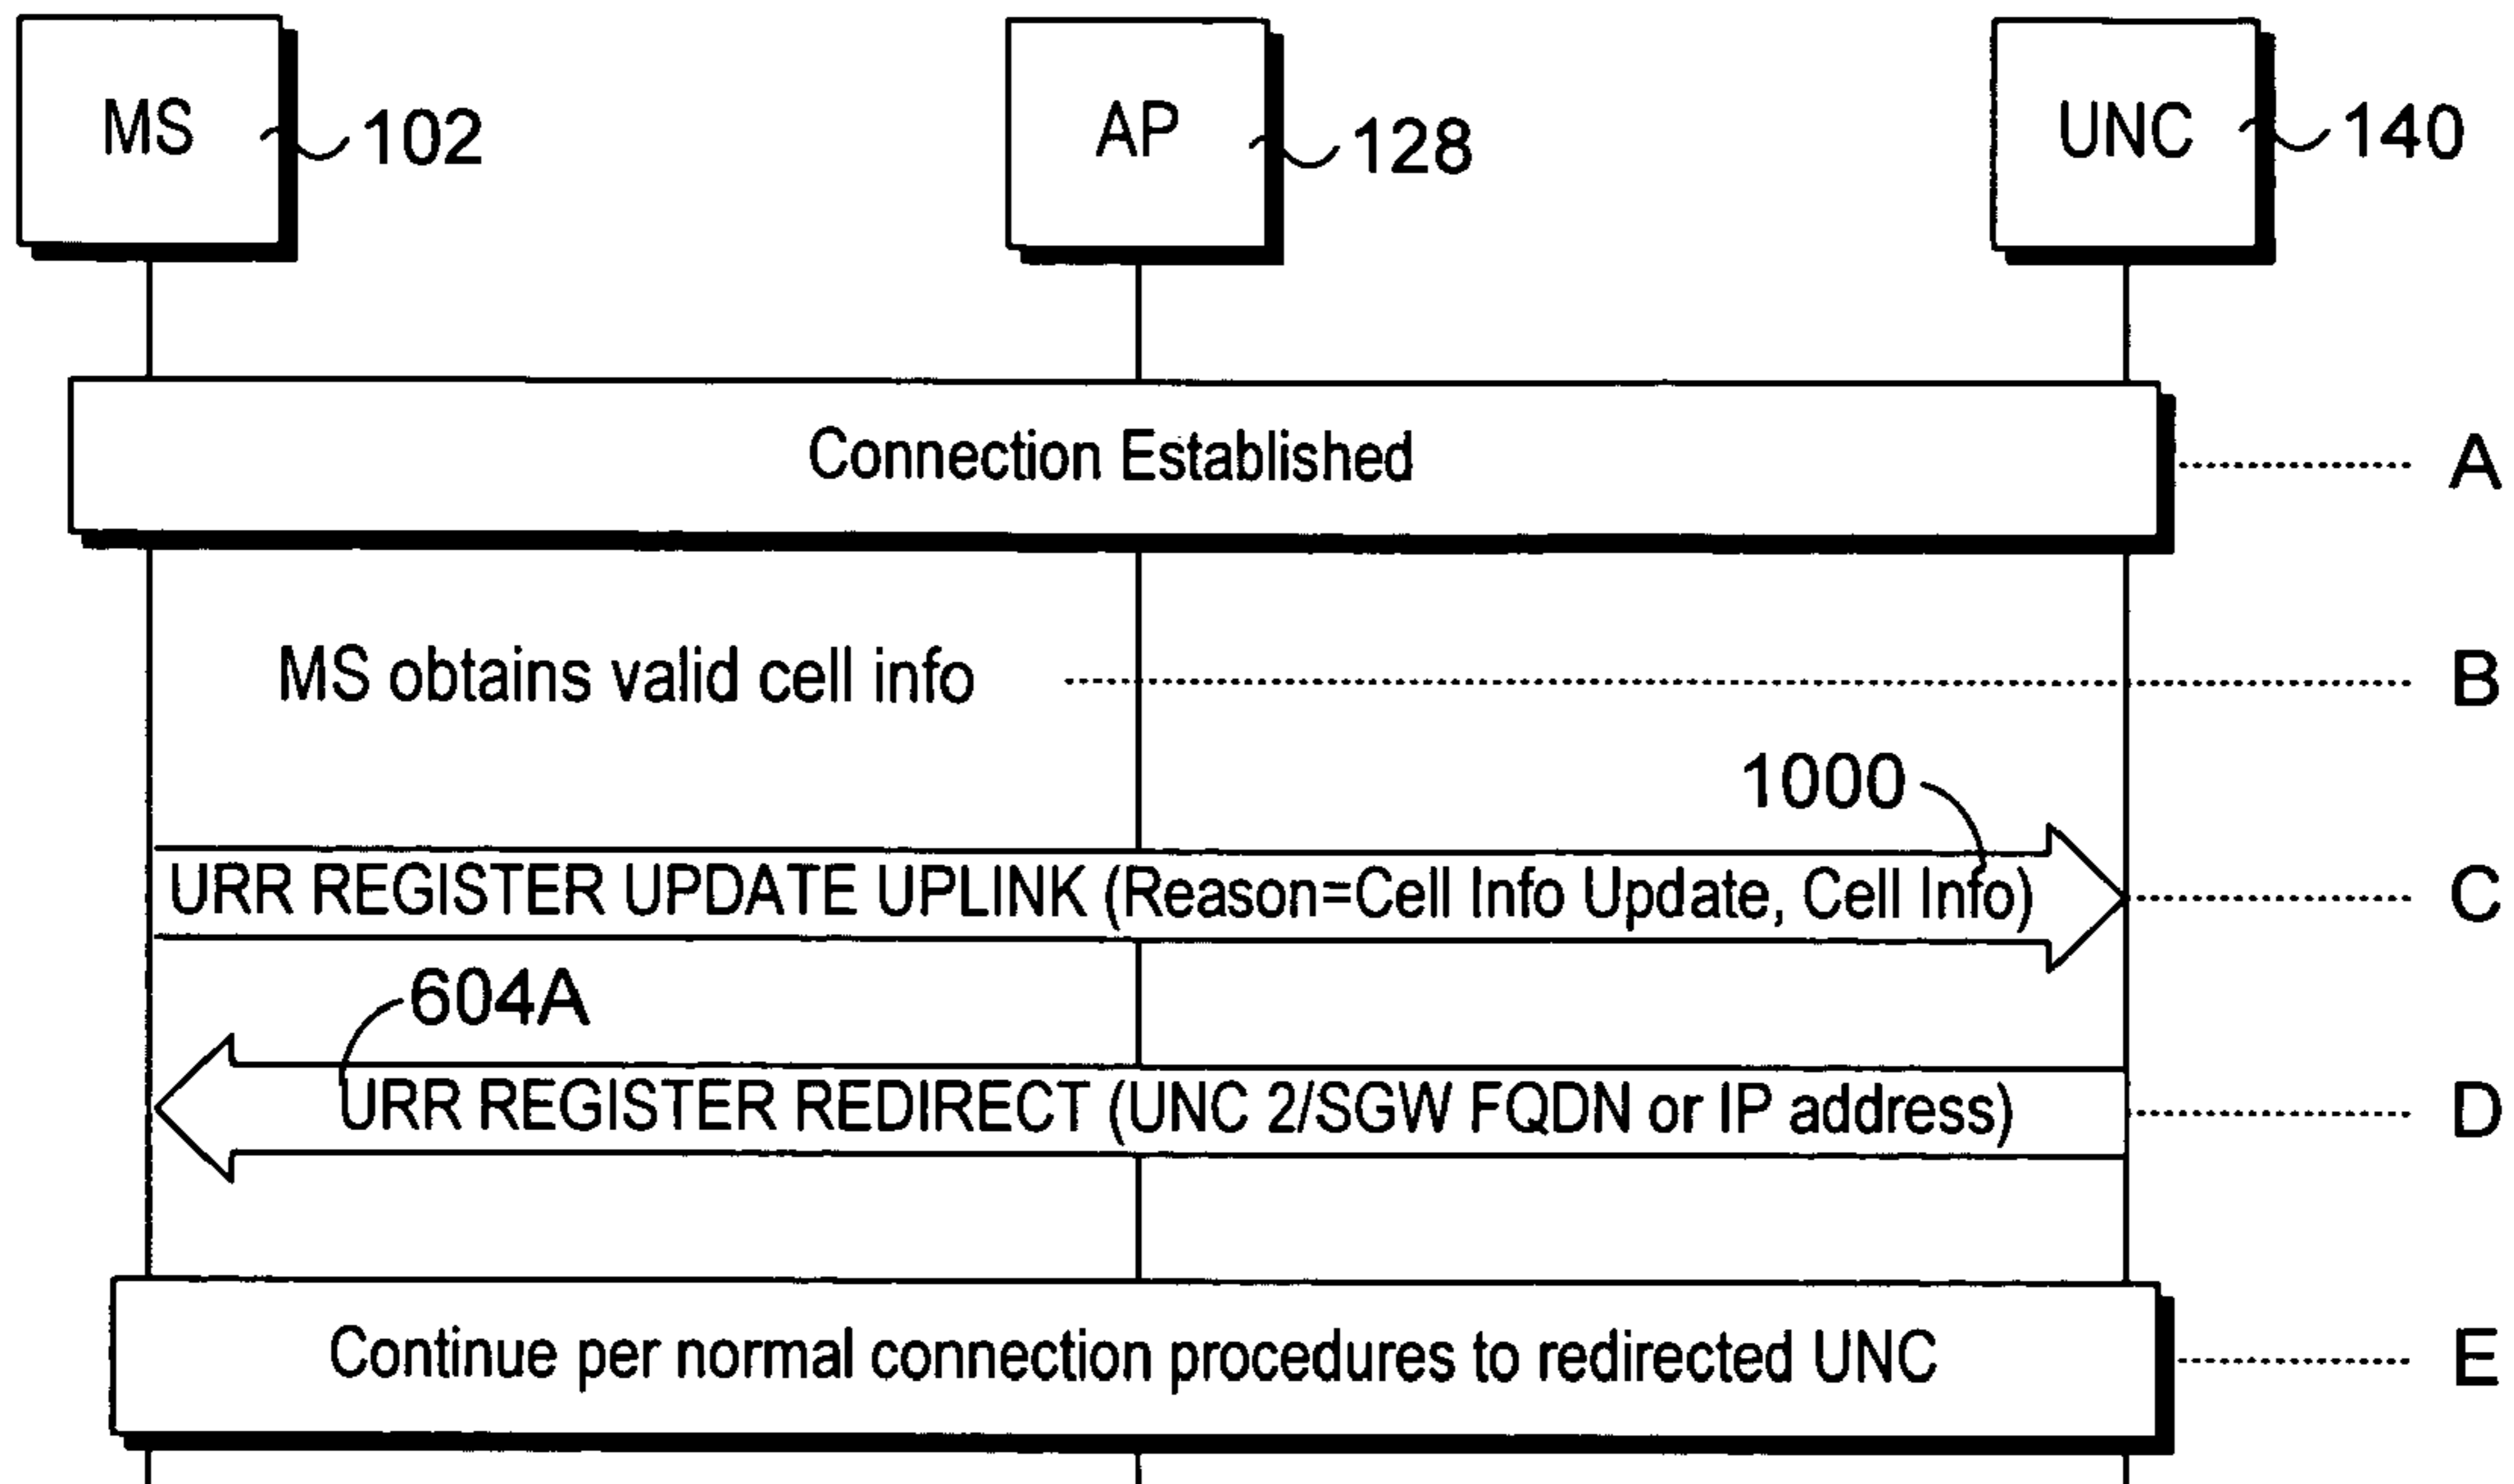 MS 102
AP 128
UNC 140
Connection Established A
MS obtains valid cell info B
1000
URR REGISTER UPDATE UPLINK (Reason=Cell Info Update, Cell Info) C
604A
URR REGISTER REDIRECT (UNC 2/SGW FQDN or IP address) D
Continue per normal connection procedures to redirected UNC E